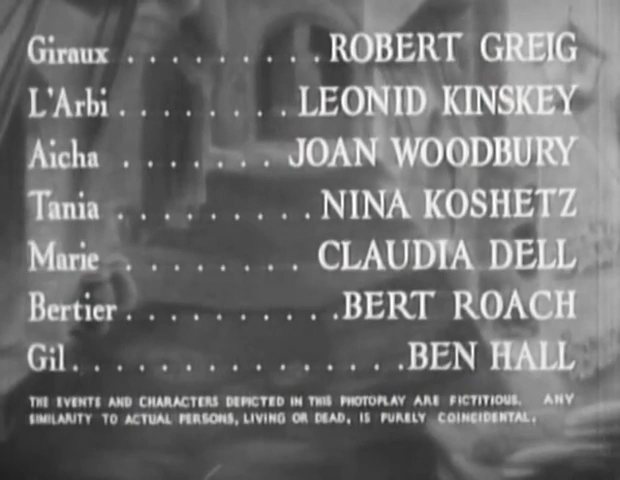 Giraux . . . . . . . . . ROBERT GREIG
L'Arbi . . . . . . . . LEONID KINSKEY
Aicha . . . . . . . JOAN WOODBURY
Tania . . . . . . . . . NINA KOSHETZ
Marie . . . . . . . . CLAUDIA DELL
Bertier . . . . . . . . . . BERT ROACH
Gil. . . . . . . . . . . . . . . BEN HALL
THE EVENTS AND CHARACTERS DEPICTED IN THIS PHOTOPLAY ARE FICTITIOUS. ANY
SIMILARITY TO ACTUAL PERSONS, LIVING OR DEAD, IS PURELY COINCIDENTAL.